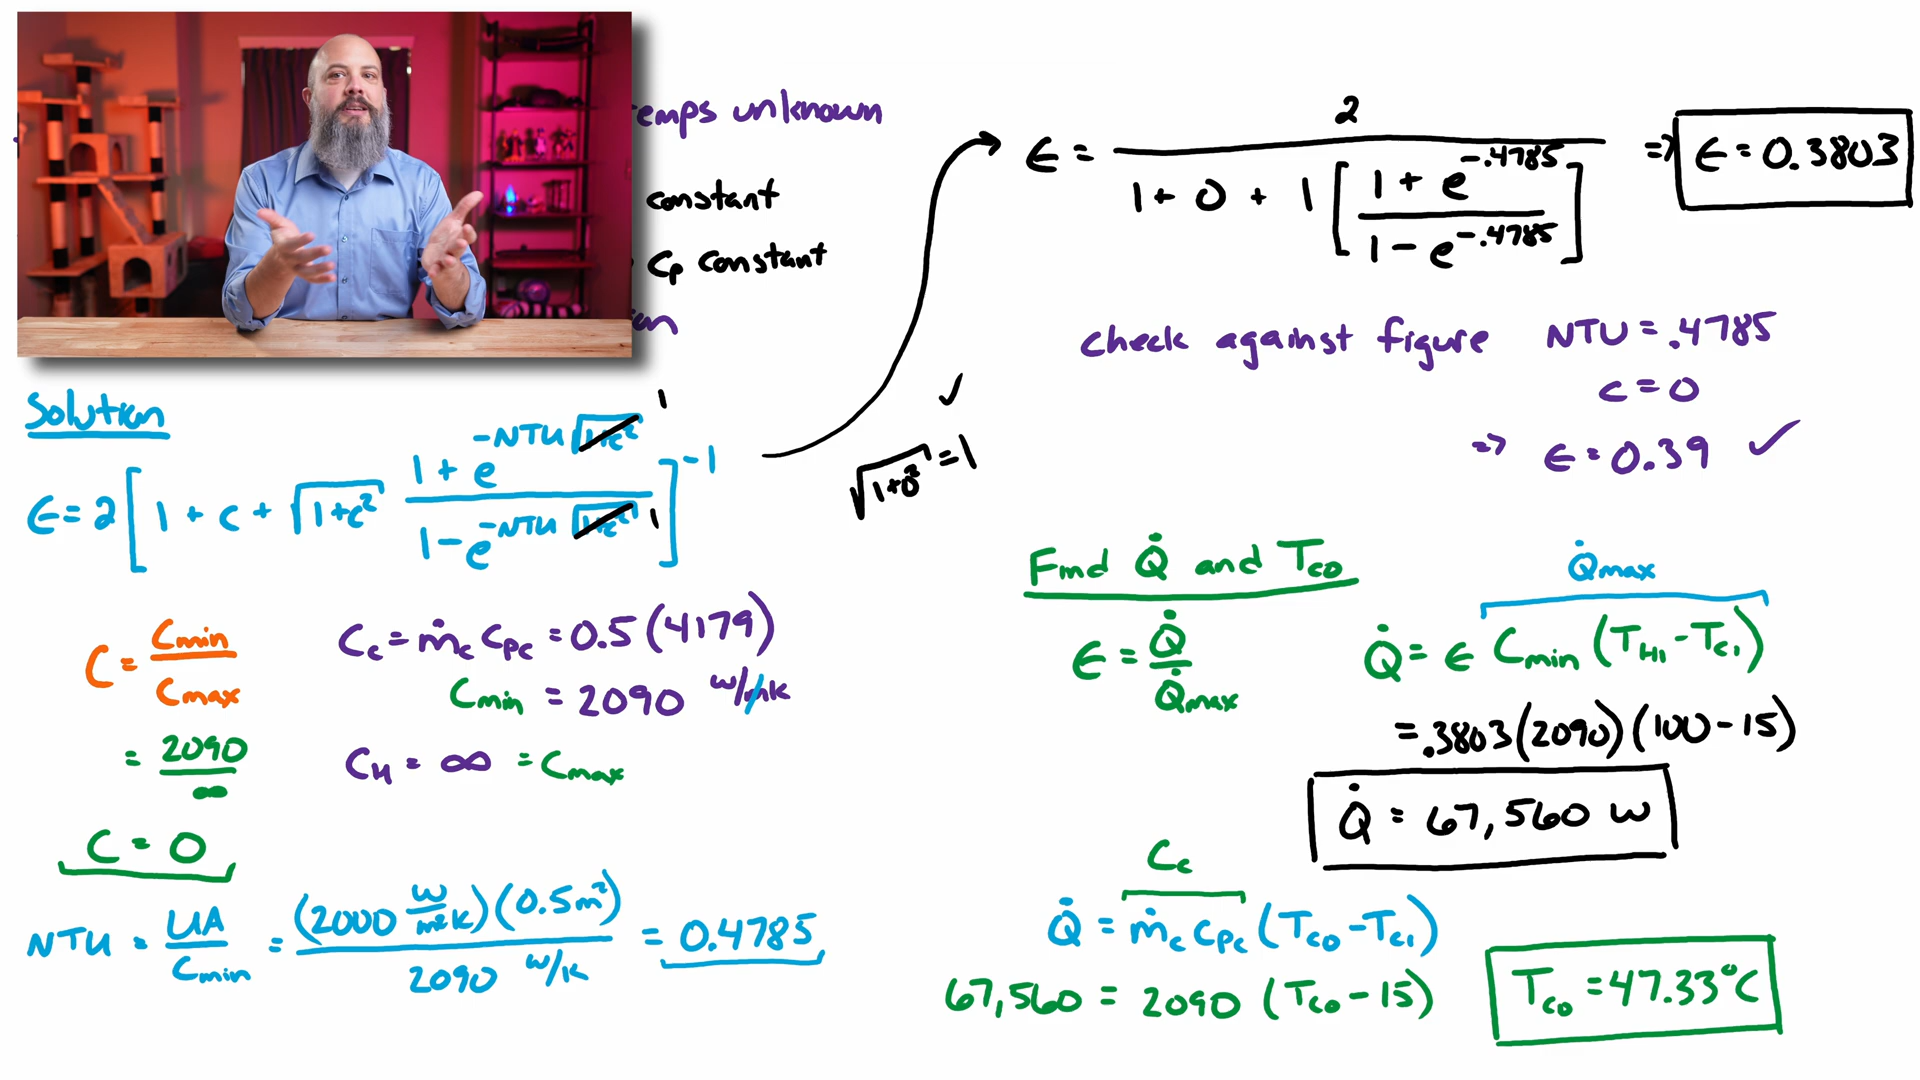 emps unknown
constant
Cp constant
Solution
ϵ = 2 [ 1 + c + √(1+c²) (1 + e^(-NTU √(1+c²)) 1) / (1 - e^(-NTU √(1+c²)) 1) ]^-1
✓
√(1+0²) = 1
C = Cmin / Cmax
Cc = ṁc cpc = 0.5 (4179)
Cmin = 2090 w/mk
= 2090 / ∞
CH = ∞ = Cmax
C = 0
NTU = UA / Cmin = (2000 w/m²k)(0.5m²) / 2090 w/k = 0.4785
ϵ = 2 / (1 + 0 + 1 [ (1 + e^-.4785) / (1 - e^-.4785) ]) => ϵ = 0.3803
check against figure NTU = .4785
c = 0
=> ϵ = 0.39 ✓
Find Q̇ and Tco
Q̇max
ϵ = Q̇ / Q̇max
Q̇ = ϵ Cmin (THi - Tci)
= .3803 (2090) (100 - 15)
Q̇ = 67,560 W
Cc
Q̇ = ṁc cpc (Tco - Tci)
67,560 = 2090 (Tco - 15)
Tco = 47.33°C